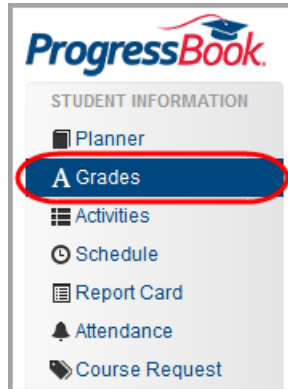 ProgressBook
STUDENT INFORMATION
Planner
A Grades
Activities
Schedule
Report Card
Attendance
Course Request